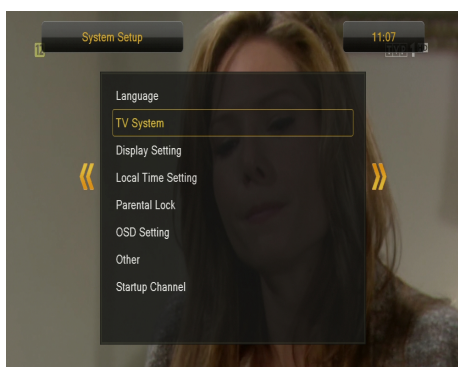 System Setup
11:07
12
Language
TV System
Display Setting
Local Time Setting
Parental Lock
OSD Setting
Other
Startup Channel